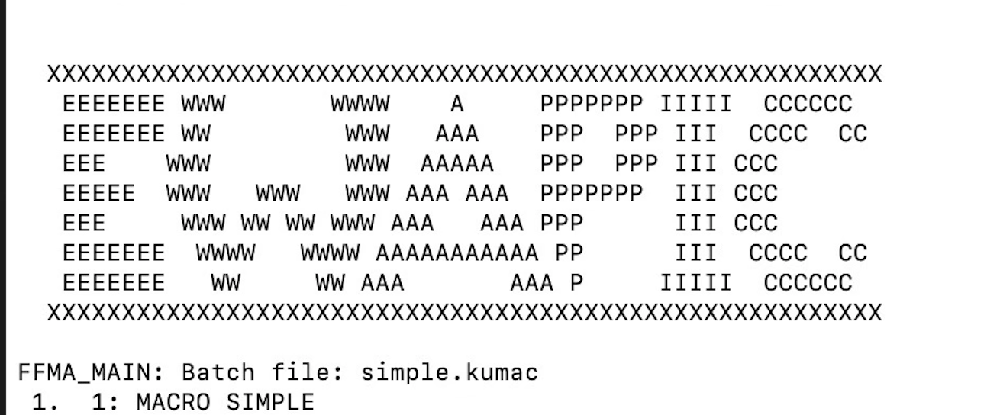 XXXXXXXXXXXXXXXXXXXXXXXXXXXXXXXXXXXXXXXXXXXXXXXXXXXXXXXX
 EEEEEEE WWW       WWWW    A     PPPPPPP IIIII  CCCCCC
 EEEEEEE WW         WWW   AAA    PPP  PPP III  CCCC  CC
 EEE    WWW         WWW  AAAAA   PPP  PPP III CCC
 EEEEE  WWW   WWW   WWW AAA AAA  PPPPPPP  III CCC
 EEE     WWW WW WW WWW AAA   AAA PPP      III CCC
 EEEEEEE  WWWW   WWWW AAAAAAAAAAA PP      III  CCCC  CC
 EEEEEEE   WW     WW AAA       AAA P     IIIII  CCCCCC
XXXXXXXXXXXXXXXXXXXXXXXXXXXXXXXXXXXXXXXXXXXXXXXXXXXXXXXX
FFMA_MAIN: Batch file: simple.kumac
 1.  1: MACRO SIMPLE